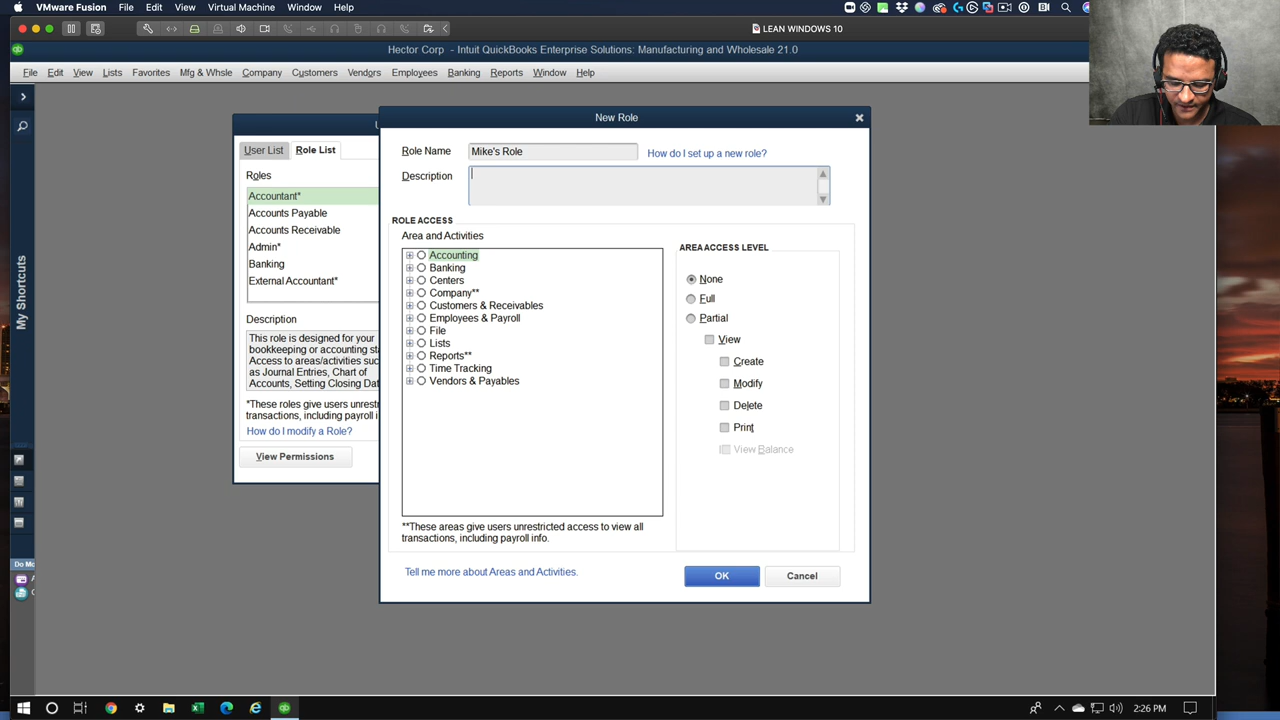 VMware Fusion File Edit View Virtual Machine Window Help
LEAN WINDOWS 10
Hector Corp - Intuit QuickBooks Enterprise Solutions: Manufacturing and Wholesale 21.0
File Edit View Lists Favorites Mfg & Whsle Company Customers Vendors Employees Banking Reports Window Help
My Shortcuts
Do Mo
User List Role List
Roles
Accountant*
Accounts Payable
Accounts Receivable
Admin*
Banking
External Accountant*
Description
This role is designed for your
bookkeeping or accounting sta
Access to areas/activities suc
as Journal Entries, Chart of
Accounts, Setting Closing Dat
*These roles give users unrestri
transactions, including payroll i
How do I modify a Role?
View Permissions
New Role
Role Name Mike's Role How do I set up a new role?
Description
ROLE ACCESS
Area and Activities
Accounting
Banking
Centers
Company**
Customers & Receivables
Employees & Payroll
File
Lists
Reports**
Time Tracking
Vendors & Payables
**These areas give users unrestricted access to view all
transactions, including payroll info.
Tell me more about Areas and Activities.
AREA ACCESS LEVEL
None
Full
Partial
View
Create
Modify
Delete
Print
View Balance
OK Cancel
2:26 PM